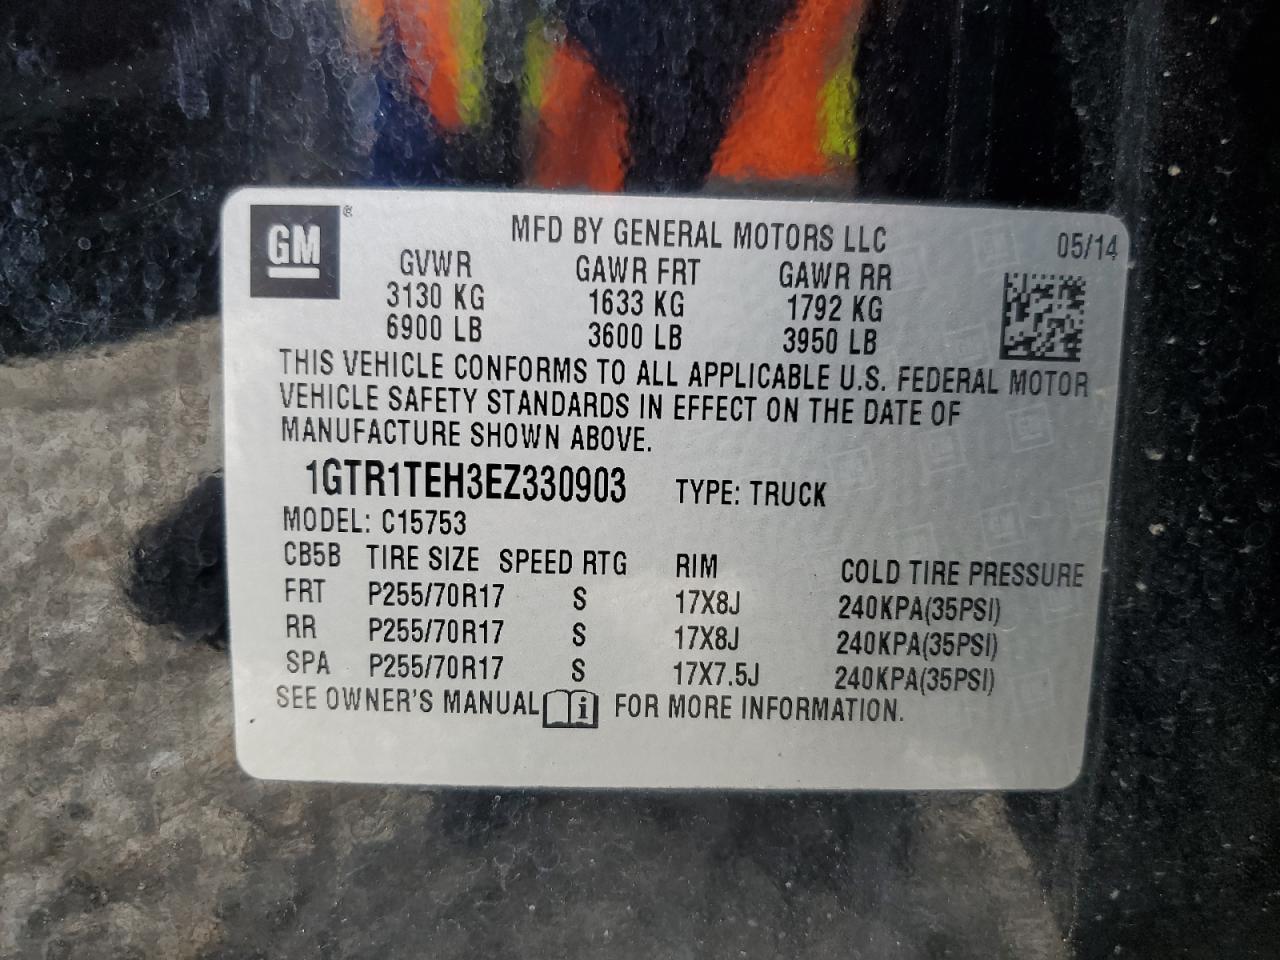 GM®
MFD BY GENERAL MOTORS LLC 05/14
GVWR GAWR FRT GAWR RR
3130 KG 1633 KG 1792 KG
6900 LB 3600 LB 3950 LB
THIS VEHICLE CONFORMS TO ALL APPLICABLE U.S. FEDERAL MOTOR
VEHICLE SAFETY STANDARDS IN EFFECT ON THE DATE OF
MANUFACTURE SHOWN ABOVE.
1GTR1TEH3EZ330903 TYPE: TRUCK
MODEL: C15753
CB5B TIRE SIZE SPEED RTG RIM COLD TIRE PRESSURE
FRT P255/70R17 S 17X8J 240KPA(35PSI)
RR P255/70R17 S 17X8J 240KPA(35PSI)
SPA P255/70R17 S 17X7.5J 240KPA(35PSI)
SEE OWNER'S MANUAL i FOR MORE INFORMATION.